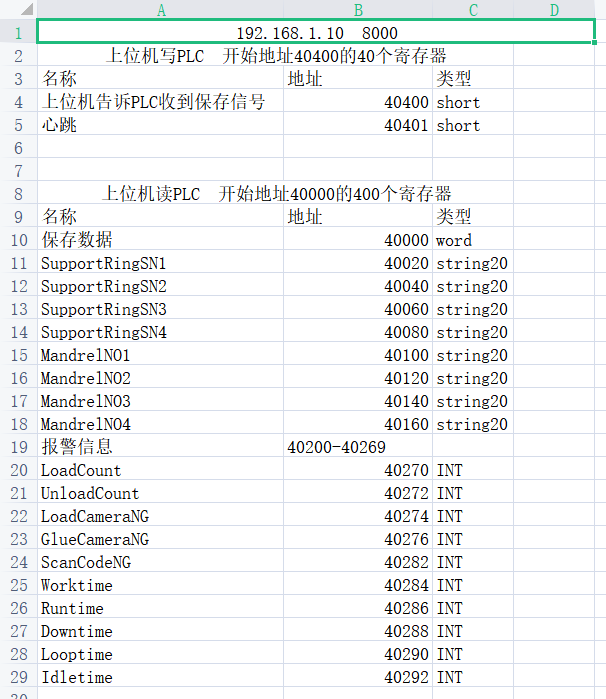 A B C D
1 192.168.1.10 8000
2 上位机写PLC 开始地址40400的40个寄存器
3 名称 地址 类型
4 上位机告诉PLC收到保存信号 40400 short
5 心跳 40401 short
6
7
8 上位机读PLC 开始地址40000的400个寄存器
9 名称 地址 类型
10 保存数据 40000 word
11 SupportRingSN1 40020 string20
12 SupportRingSN2 40040 string20
13 SupportRingSN3 40060 string20
14 SupportRingSN4 40080 string20
15 MandrelNO1 40100 string20
16 MandrelNO2 40120 string20
17 MandrelNO3 40140 string20
18 MandrelNO4 40160 string20
19 报警信息 40200-40269
20 LoadCount 40270 INT
21 UnloadCount 40272 INT
22 LoadCameraNG 40274 INT
23 GlueCameraNG 40276 INT
24 ScanCodeNG 40282 INT
25 Worktime 40284 INT
26 Runtime 40286 INT
27 Downtime 40288 INT
28 Looptime 40290 INT
29 Idletime 40292 INT